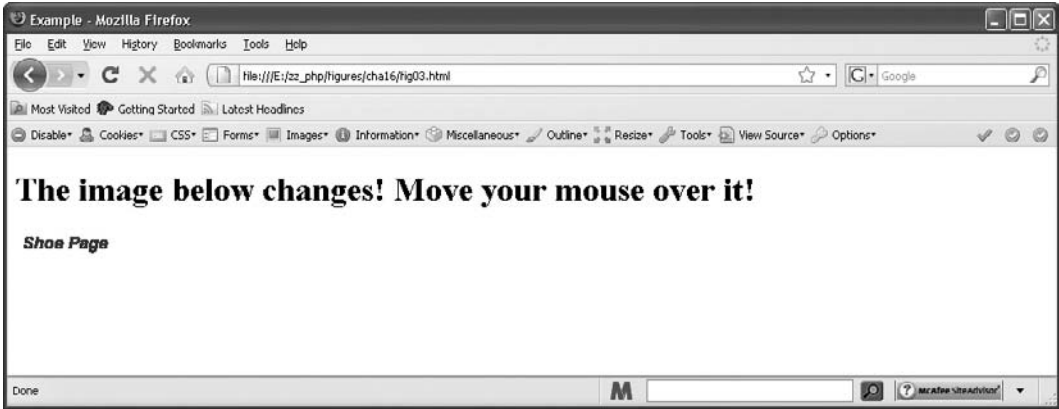 Example - Mozilla Firefox
File Edit View History Bookmarks Tools Help
file:///E:/zz_php/figures/cha16/fig03.html
G Google
Most Visited Getting Started Latest Headlines
Disable Cookies CSS Forms Images Information Miscellaneous Outline Resize Tools View Source Options
The image below changes! Move your mouse over it!
Shoe Page
Done
M
McAfee SiteAdvisor